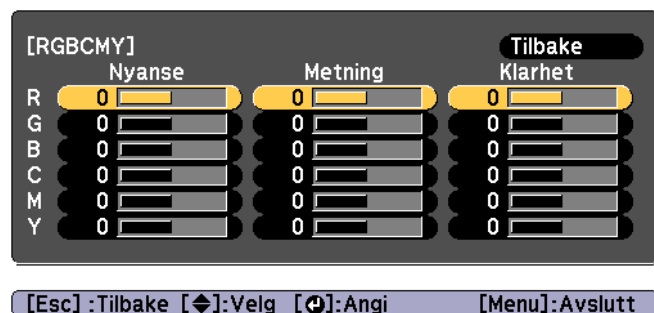 [RGBCMY] Tilbake
Nyanse Metning Klarhet
R 0 0 0
G 0 0 0
B 0 0 0
C 0 0 0
M 0 0 0
Y 0 0 0
[Esc] :Tilbake [◆]:Velg [↵]:Angi [Menu]:Avslutt